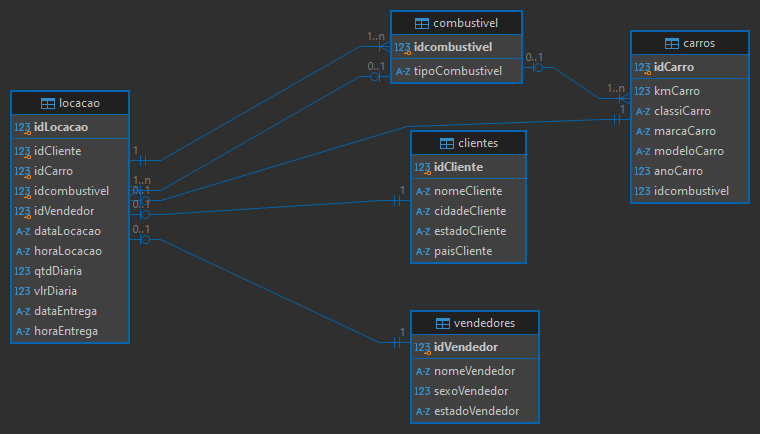 combustivel
123 idcombustivel
A-Z tipoCombustivel
carros
123 idCarro
123 kmCarro
A-Z classiCarro
A-Z marcaCarro
A-Z modeloCarro
123 anoCarro
123 idcombustivel
locacao
123 idLocacao
123 idCliente
123 idCarro
123 idcombustivel
123 idVendedor
A-Z dataLocacao
A-Z horaLocacao
123 qtdDiaria
123 vlrDiaria
A-Z dataEntrega
A-Z horaEntrega
clientes
123 idCliente
A-Z nomeCliente
A-Z cidadeCliente
A-Z estadoCliente
A-Z paisCliente
vendedores
123 idVendedor
A-Z nomeVendedor
123 sexoVendedor
A-Z estadoVendedor
1..n
0..1
0..1
1..n
1
1
1..n
0..1
0..1
1
0..1
1